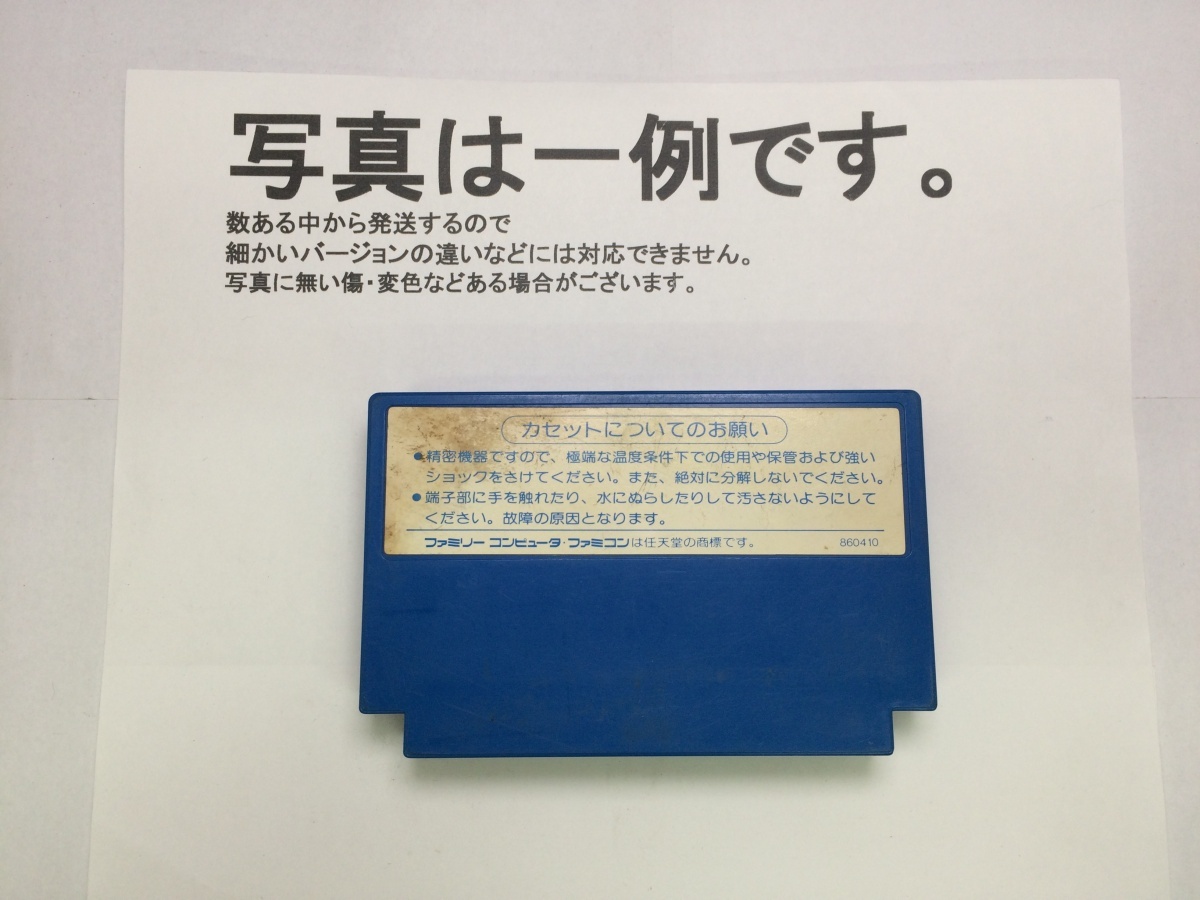 写真は一例です。
数ある中から発送するので
細かいバージョンの違いなどには対応できません。
写真に無い傷・変色などある場合がございます。
カセットについてのお願い
●精密機器ですので、極端な温度条件下での使用や保管および強い
ショックをさけてください。また、絶対に分解しないでください。
●端子部に手を触れたり、水にぬらしたりして汚さないようにして
ください。故障の原因となります。
ファミリー コンピュータ・ファミコンは任天堂の商標です。 860410